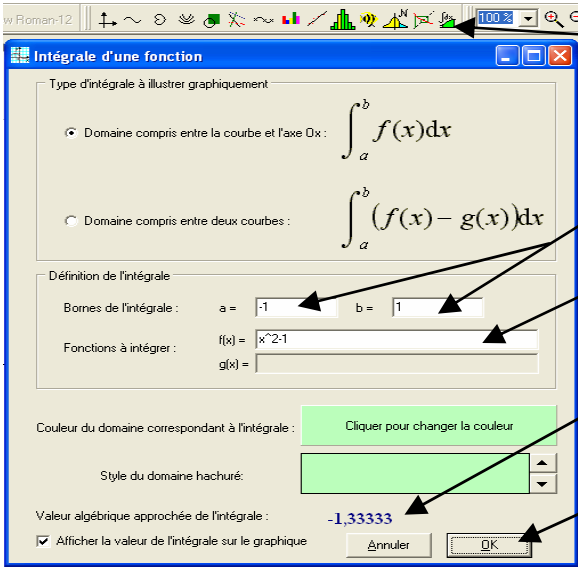 w Roman-12
100 %
Intégrale d'une fonction
Type d'intégrale à illustrer graphiquement
Domaine compris entre la courbe et l'axe Ox : ∫_a^b f(x)dx
Domaine compris entre deux courbes : ∫_a^b (f(x) − g(x))dx
Définition de l'intégrale
Bornes de l'intégrale : a = -1 b = 1
Fonctions à intégrer : f(x) = x^2-1
g(x) =
Couleur du domaine correspondant à l'intégrale : Cliquer pour changer la couleur
Style du domaine hachuré:
Valeur algébrique approchée de l'intégrale : -1,33333
Afficher la valeur de l'intégrale sur le graphique Annuler OK